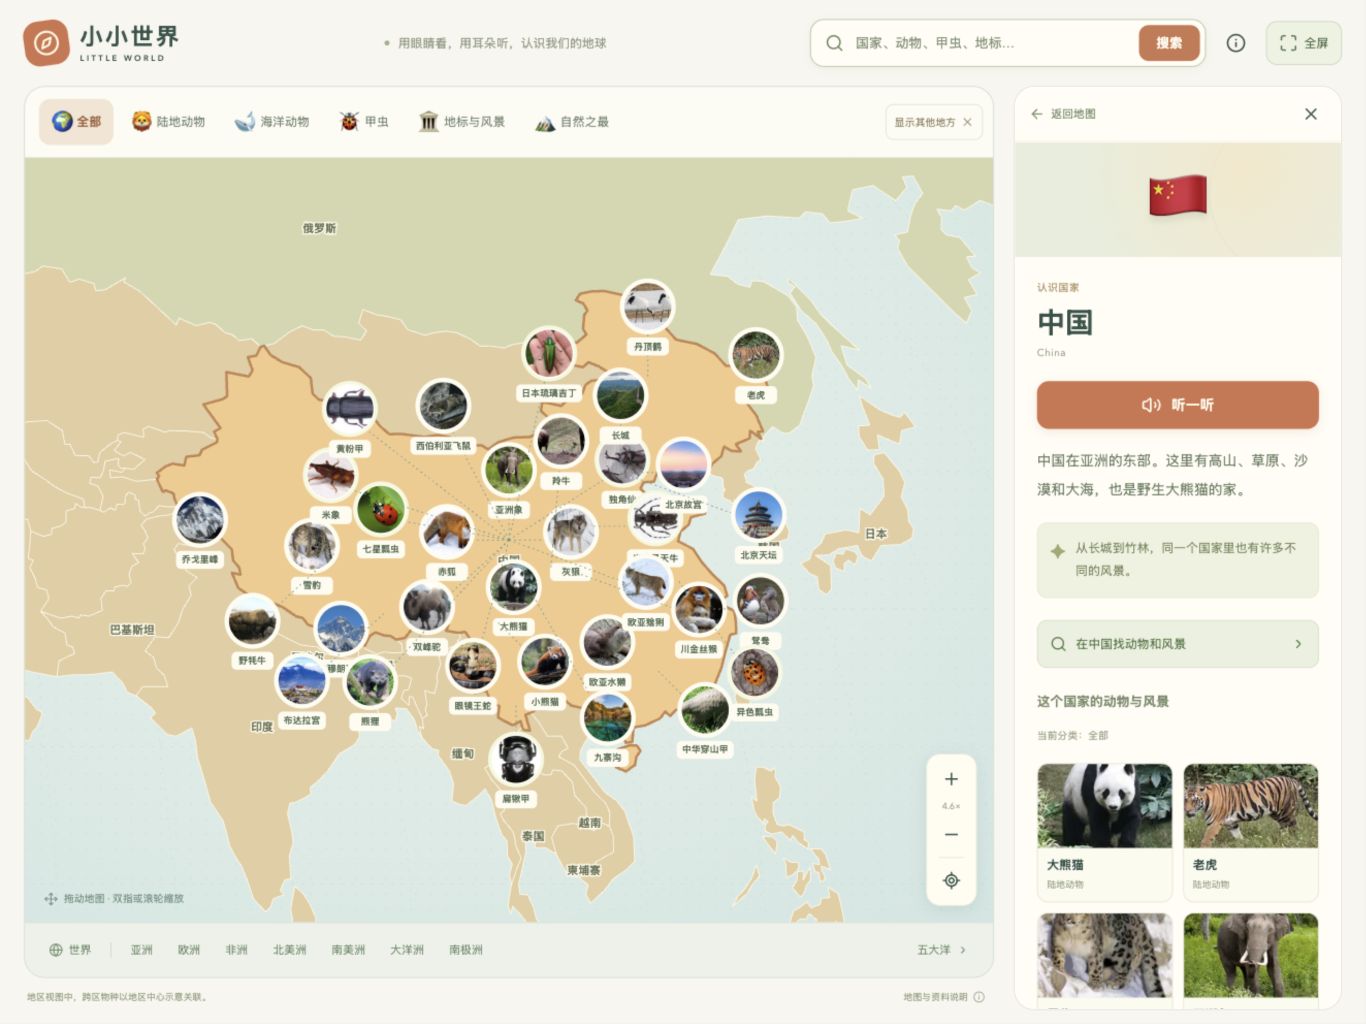 小小世界
LITTLE WORLD
用眼睛看，用耳朵听，认识我们的地球
国家、动物、甲虫、地标...
搜索
全屏
全部
陆地动物
海洋动物
甲虫
地标与风景
自然之最
显示其他地方
俄罗斯
丹顶鹤
日本琉璃吉丁
老虎
长城
黄粉甲
西伯利亚飞鼠
羚牛
独角仙
北京故宫
亚洲象
米象
七星瓢虫
天牛
日本
北京天坛
乔戈里峰
赤狐
灰狼
中国
雪豹
大熊猫
欧亚猞猁
巴基斯坦
双峰驼
川金丝猴
鸳鸯
野牦牛
穆朗
欧亚水獭
小熊猫
眼镜王蛇
异色瓢虫
布达拉宫
熊狸
印度
中华穿山甲
缅甸
九寨沟
扁锹甲
泰国
越南
柬埔寨
4.6×
拖动地图 · 双指或滚轮缩放
世界
亚洲
欧洲
非洲
北美洲
南美洲
大洋洲
南极洲
五大洋
地区视图中，跨区物种以地区中心示意关联。
地图与资料说明
返回地图
认识国家
中国
China
听一听
中国在亚洲的东部。这里有高山、草原、沙
漠和大海，也是野生大熊猫的家。
从长城到竹林，同一个国家里也有许多不
同的风景。
在中国找动物和风景
这个国家的动物与风景
当前分类：全部
大熊猫
陆地动物
老虎
陆地动物